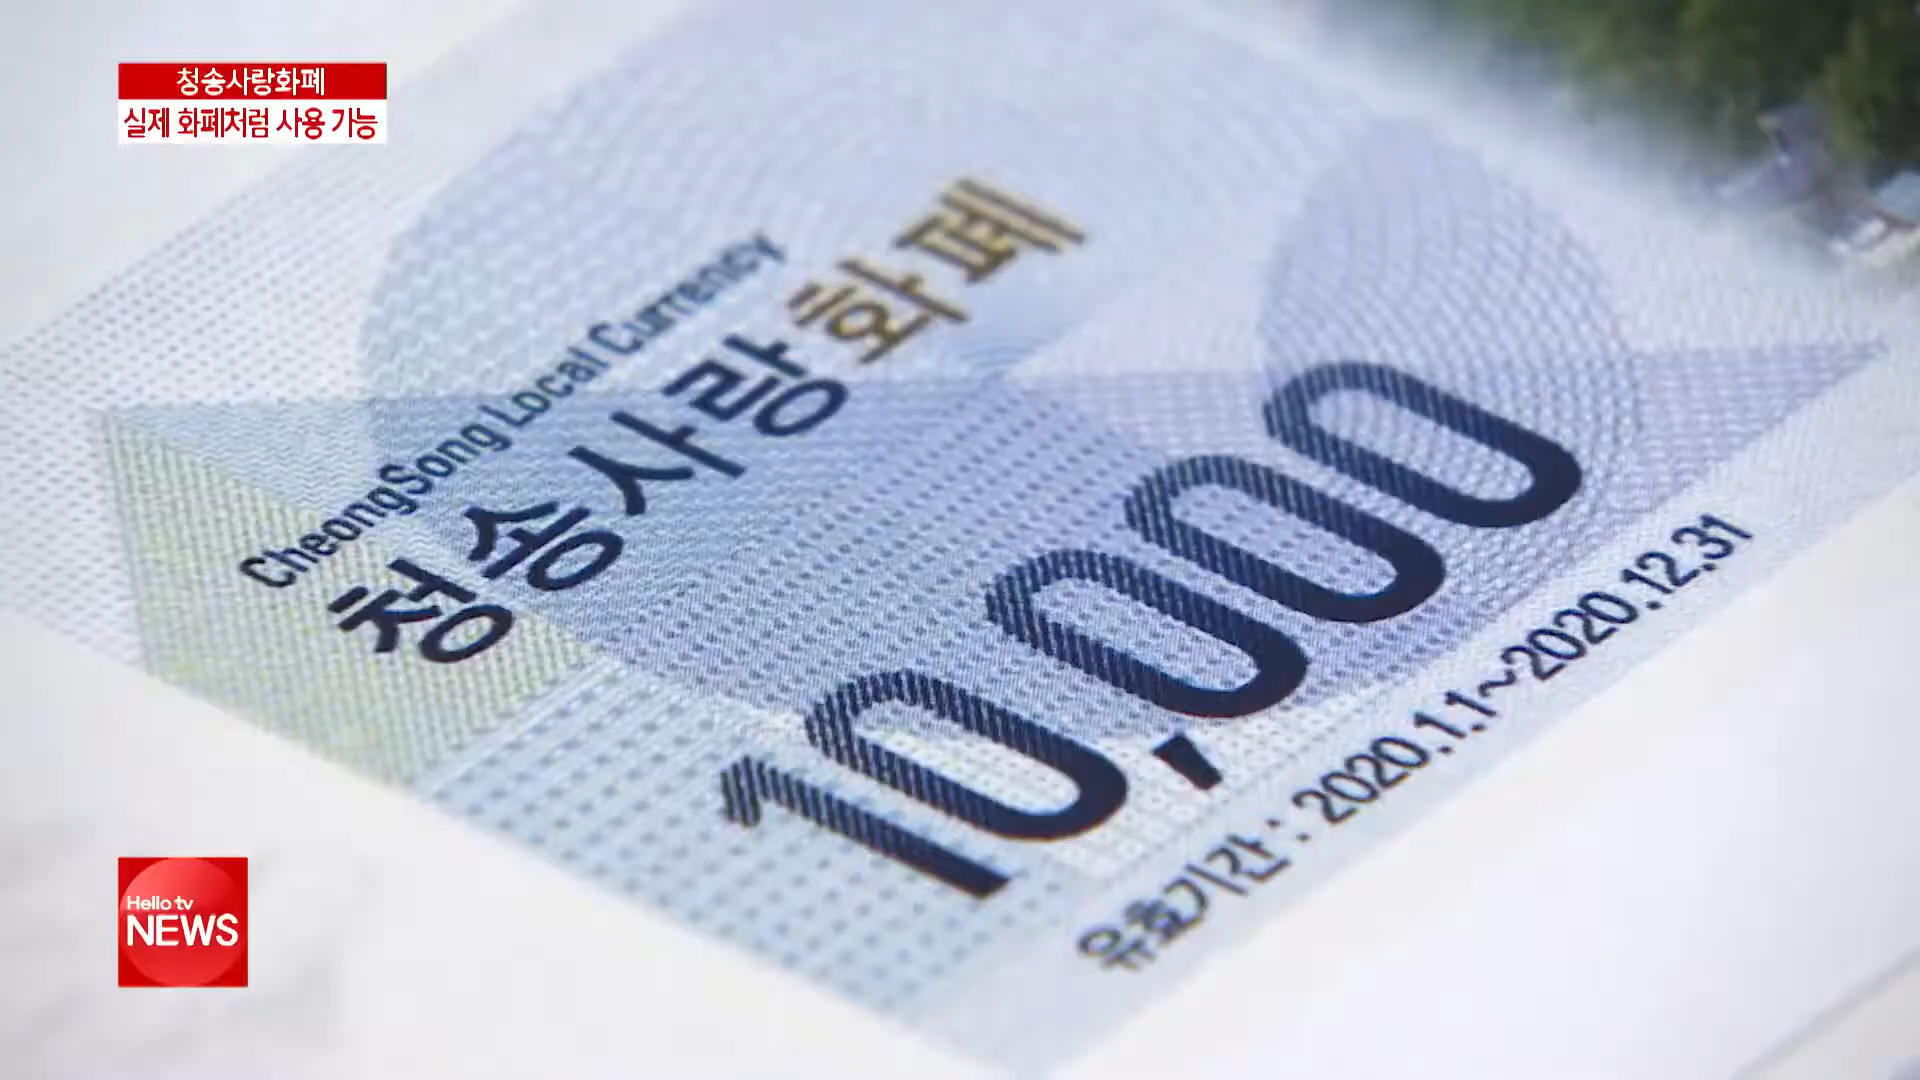 청송사랑화폐
실제 화폐처럼 사용 가능
CheongSong Local Currency
청송사랑화폐
10,000
유효기간 : 2020.1.1~2020.12.31
Hello tv
NEWS